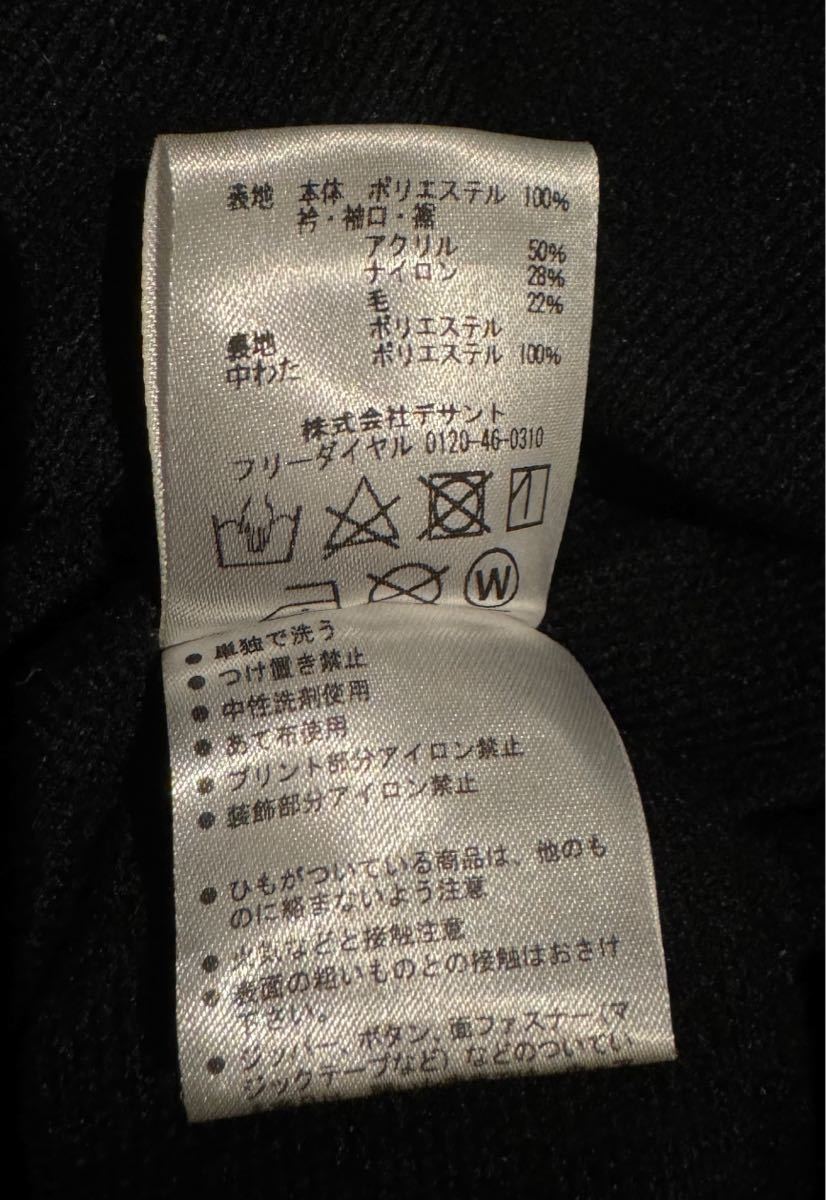 表地 本体 ポリエステル 100%
衿・袖口・裾
アクリル 50%
ナイロン 28%
毛 22%
裏地 ポリエステル
中わた ポリエステル 100%
株式会社デサント
フリーダイヤル 0120-46-0310
W
● 単独で洗う
● つけ置き禁止
● 中性洗剤使用
● あて布使用
● プリント部分アイロン禁止
● 装飾部分アイロン禁止
● ひもがついている商品は、他のも
のに絡まないよう注意
● 火気などと接触注意
● 表面の粗いものとの接触はおさけ
下さい。
● ジッパー、ボタン、面ファスナー(マ
ジックテープなど)などのついてい